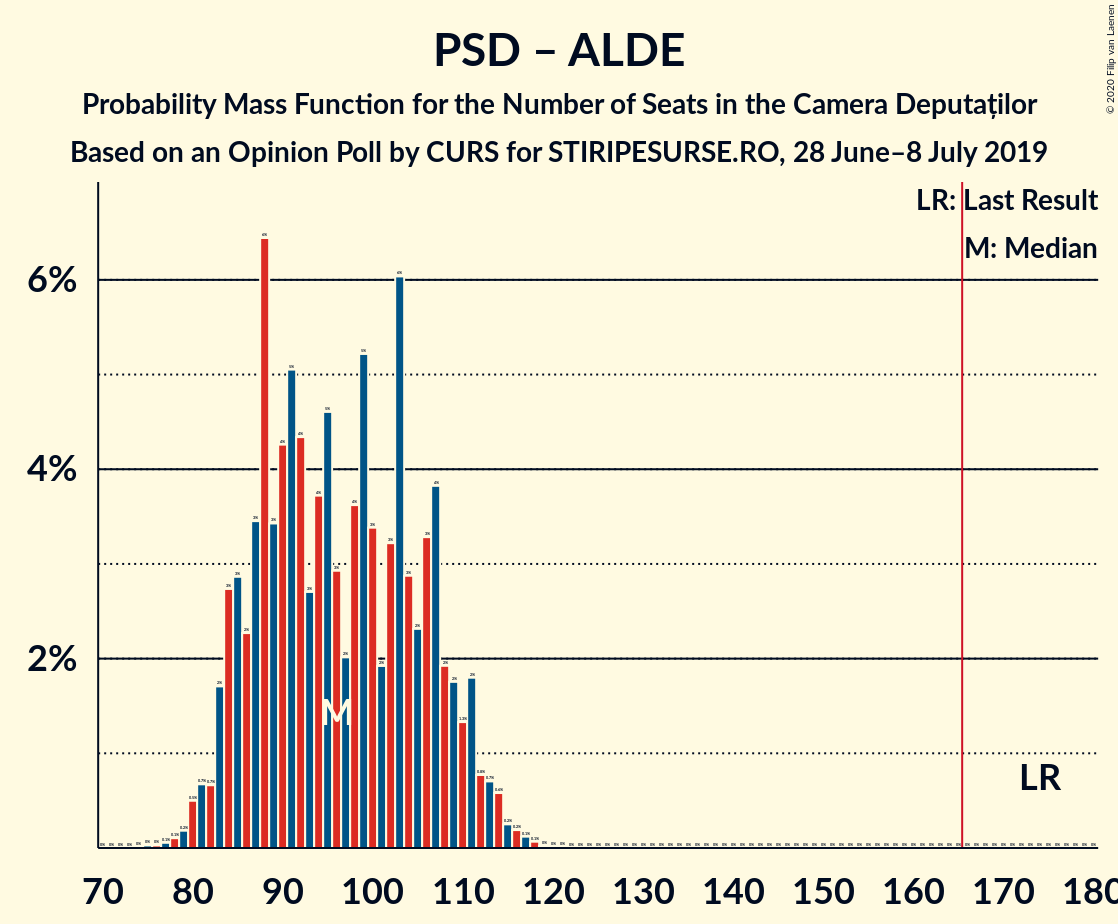 PSD – ALDE
Probability Mass Function for the Number of Seats in the Camera Deputaților
Based on an Opinion Poll by CURS for STIRIPESURSE.RO, 28 June–8 July 2019
© 2020 Filip van Laenen
LR: Last Result
M: Median
6%
4%
2%
M
LR
70 80 90 100 110 120 130 140 150 160 170 180